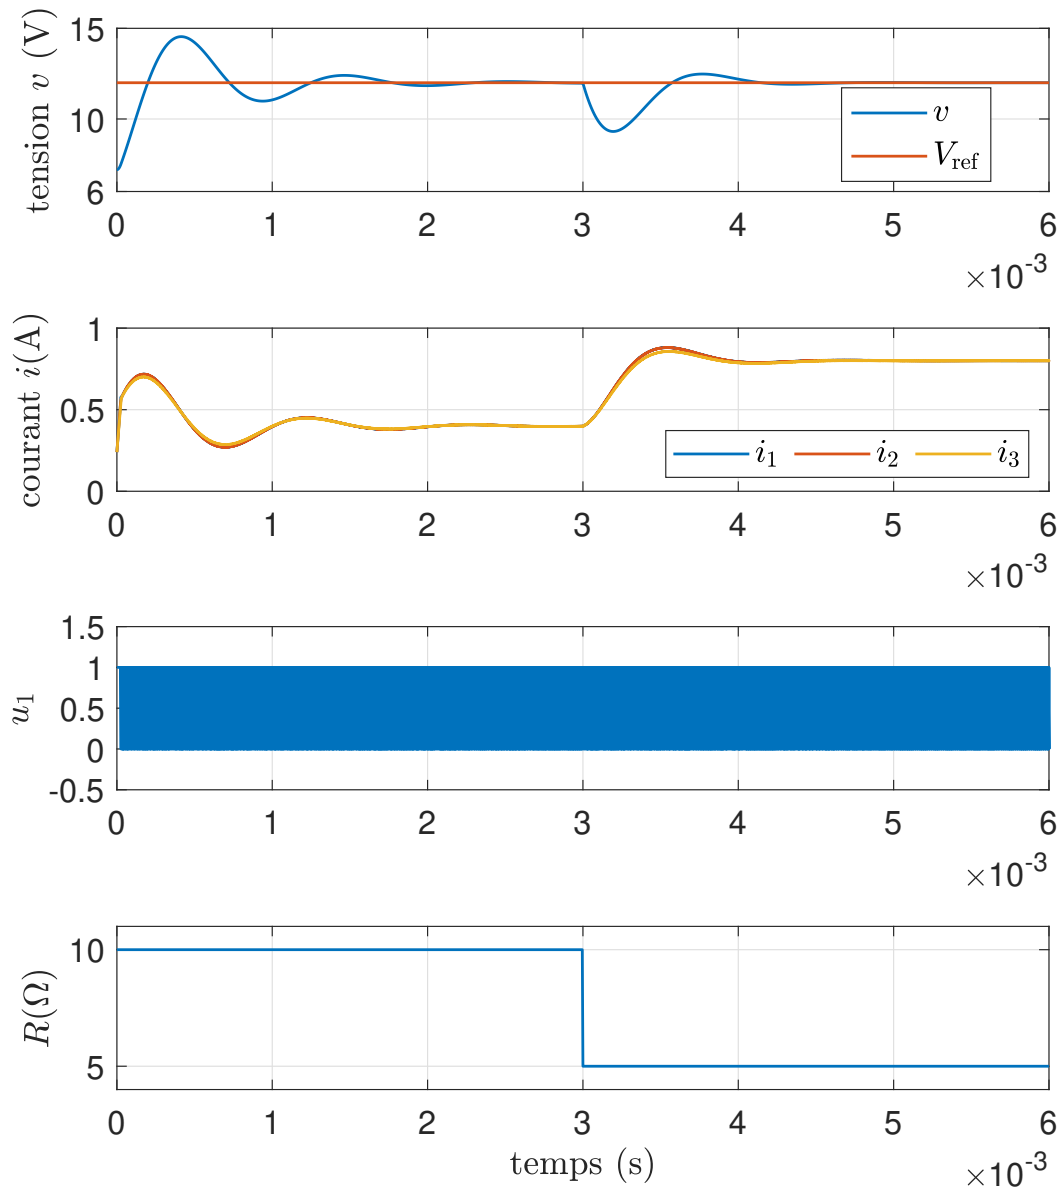 tension v (V)
15
10
6
v
V_ref
0 1 2 3 4 5 6
×10^-3
courant i(A)
1
0.5
0
i_1 i_2 i_3
0 1 2 3 4 5 6
×10^-3
u_1
1.5
1
0.5
0
-0.5
0 1 2 3 4 5 6
×10^-3
R(Ω)
10
5
0 1 2 3 4 5 6
temps (s)
×10^-3